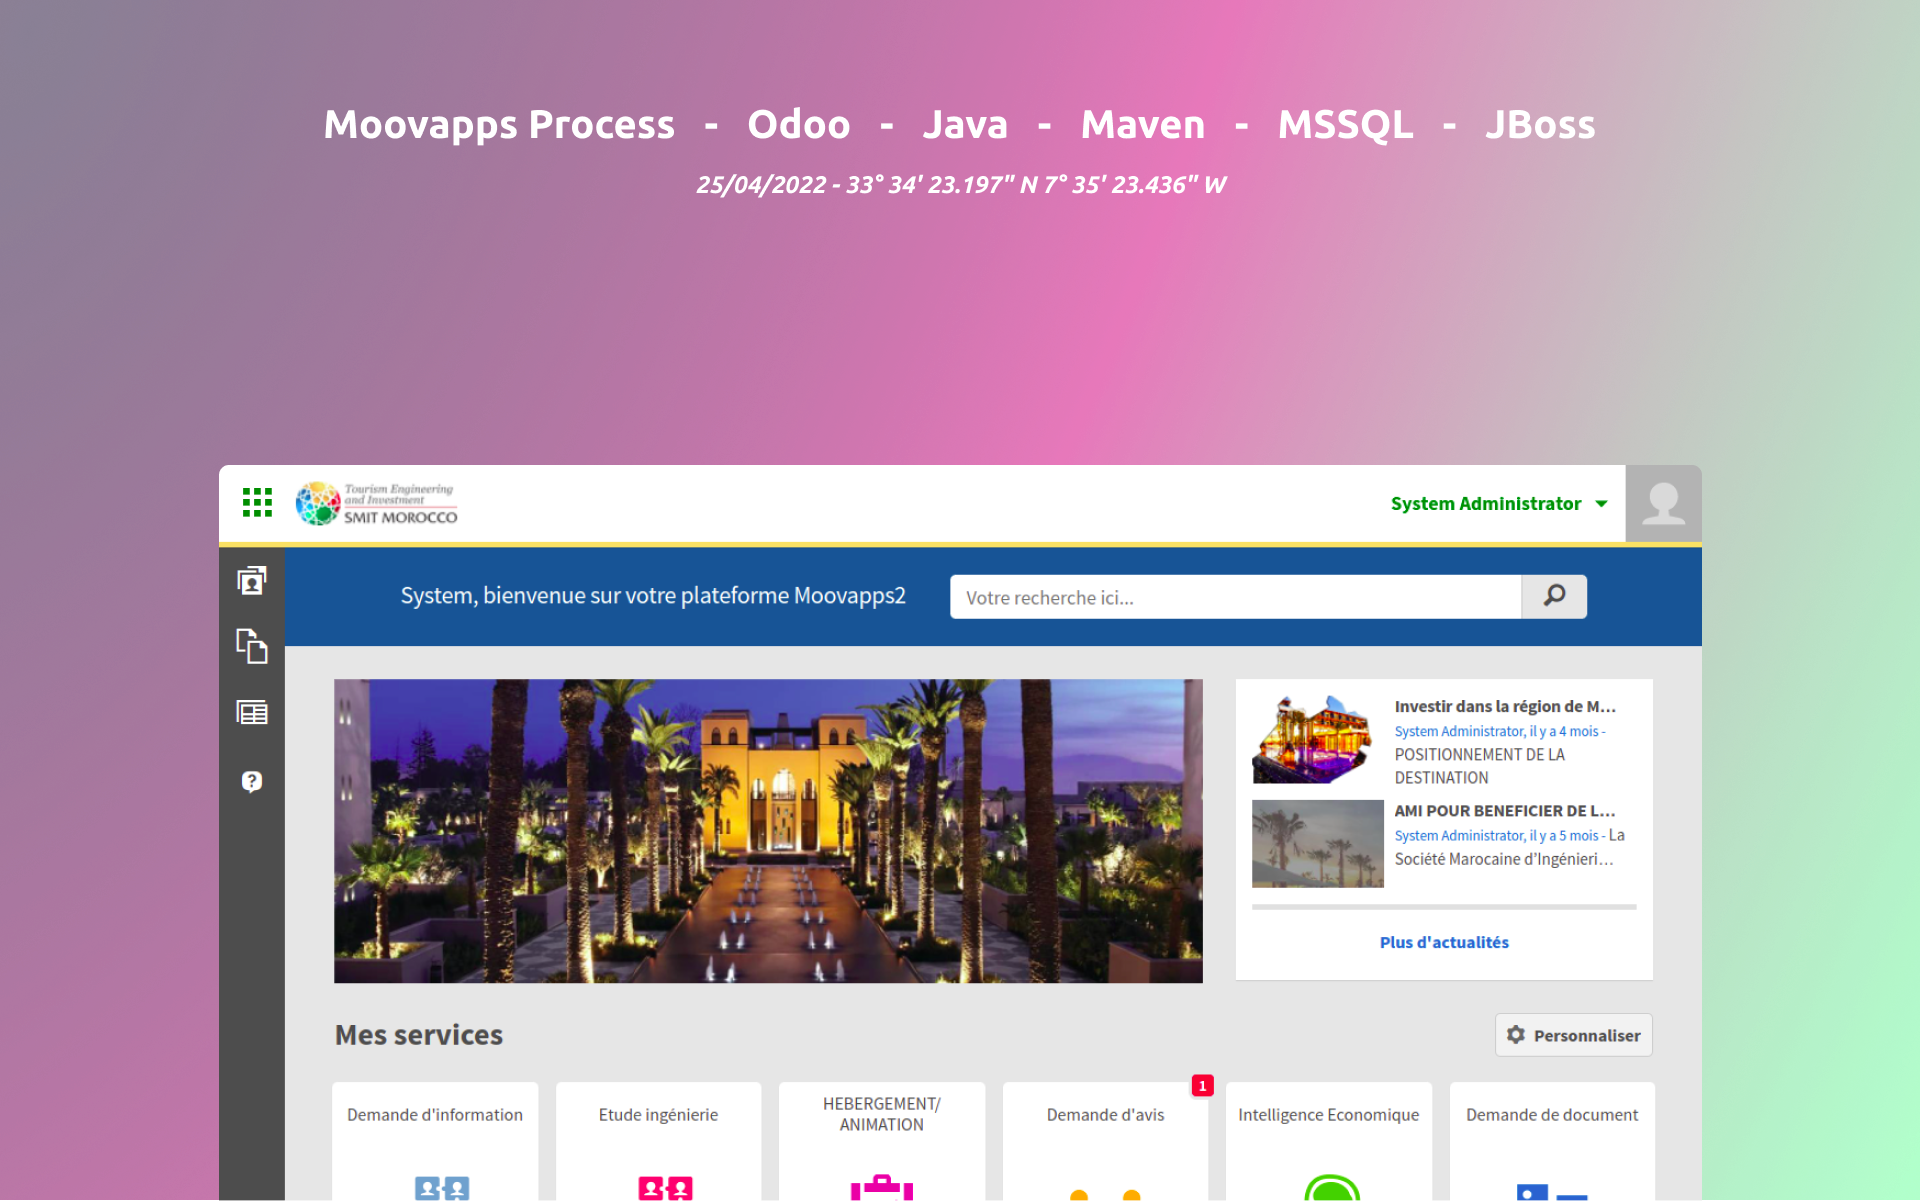 Moovapps Process - Odoo - Java - Maven - MSSQL - JBoss
25/04/2022 - 33° 34' 23.197" N 7° 35' 23.436" W
Tourism Engineering
and Investment
SMIT MOROCCO
System Administrator
System, bienvenue sur votre plateforme Moovapps2
Votre recherche ici...
Investir dans la région de M...
System Administrator, il y a 4 mois -
POSITIONNEMENT DE LA
DESTINATION
AMI POUR BENEFICIER DE L...
System Administrator, il y a 5 mois - La
Société Marocaine d'Ingénieri...
Plus d'actualités
Mes services
Personnaliser
Demande d'information
Etude ingénierie
HEBERGEMENT/
ANIMATION
1
Demande d'avis
Intelligence Economique
Demande de document